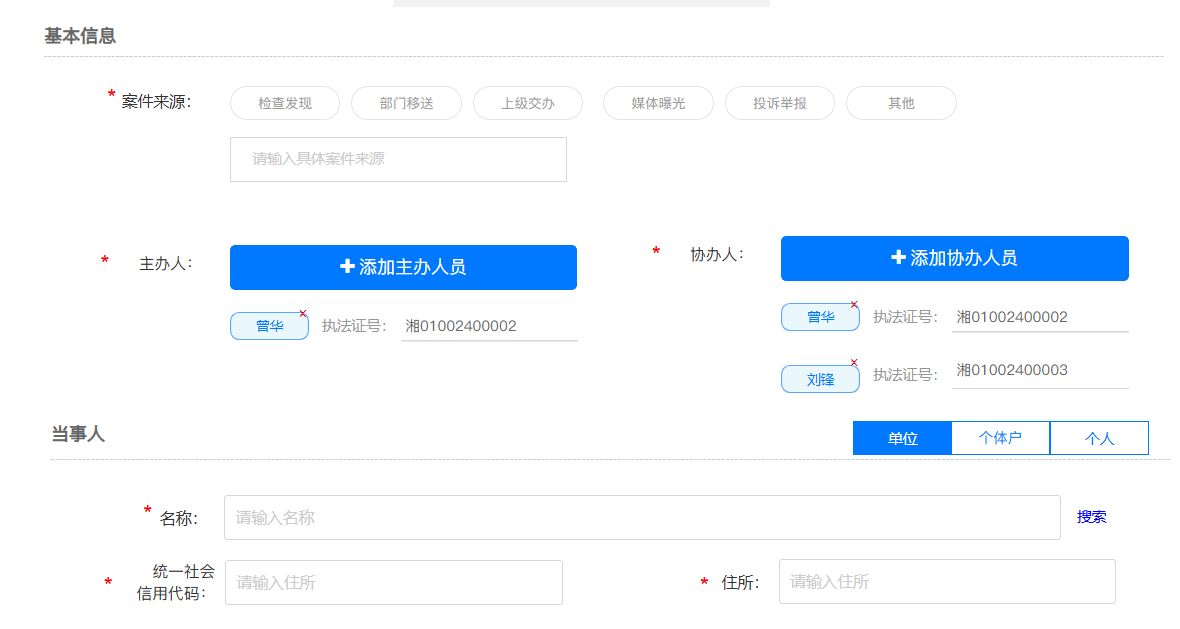 基本信息
* 案件来源： 检查发现 部门移送 上级交办 媒体曝光 投诉举报 其他
请输入具体案件来源
* 主办人： +添加主办人员 * 协办人： +添加协办人员
曾华 × 执法证号： 湘01002400002 曾华 × 执法证号： 湘01002400002
刘锋 × 执法证号： 湘01002400003
当事人 单位 个体户 个人
* 名称： 请输入名称 搜索
* 统一社会
信用代码： 请输入住所 * 住所： 请输入住所